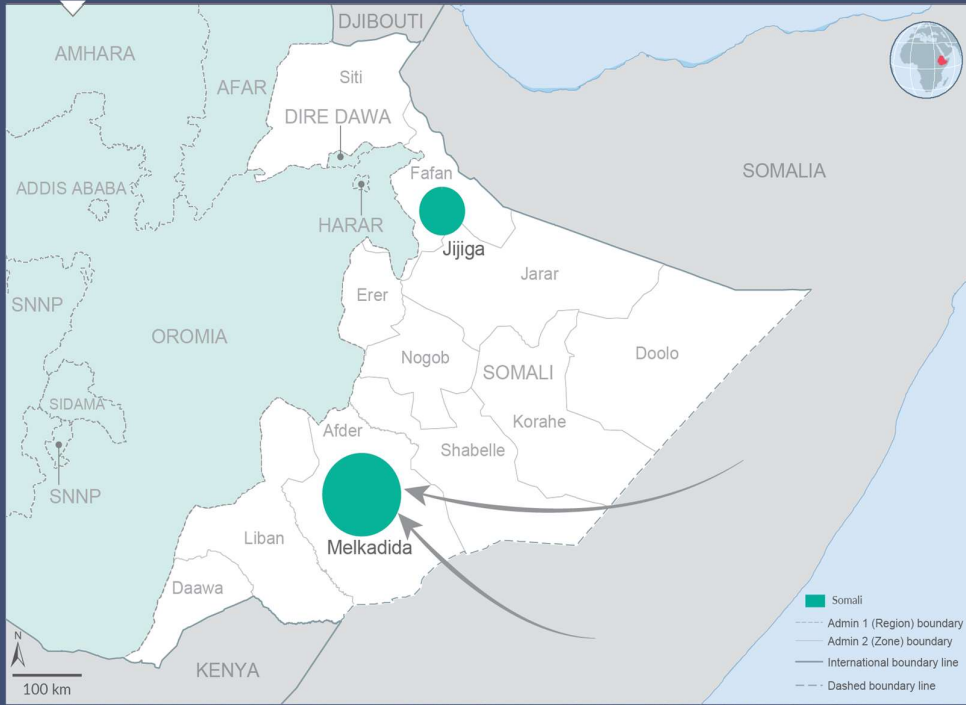 DJIBOUTI
AMHARA
AFAR
Siti
DIRE DAWA
SOMALIA
ADDIS ABABA
Fafan
HARAR
Jijiga
Jarar
Erer
SNNP
OROMIA
Nogob
SOMALI
Doolo
SIDAMA
Korahe
Afder
Shabelle
SNNP
Liban
Melkadida
Daawa
KENYA
N
100 km
Somali
Admin 1 (Region) boundary
Admin 2 (Zone) boundary
International boundary line
Dashed boundary line